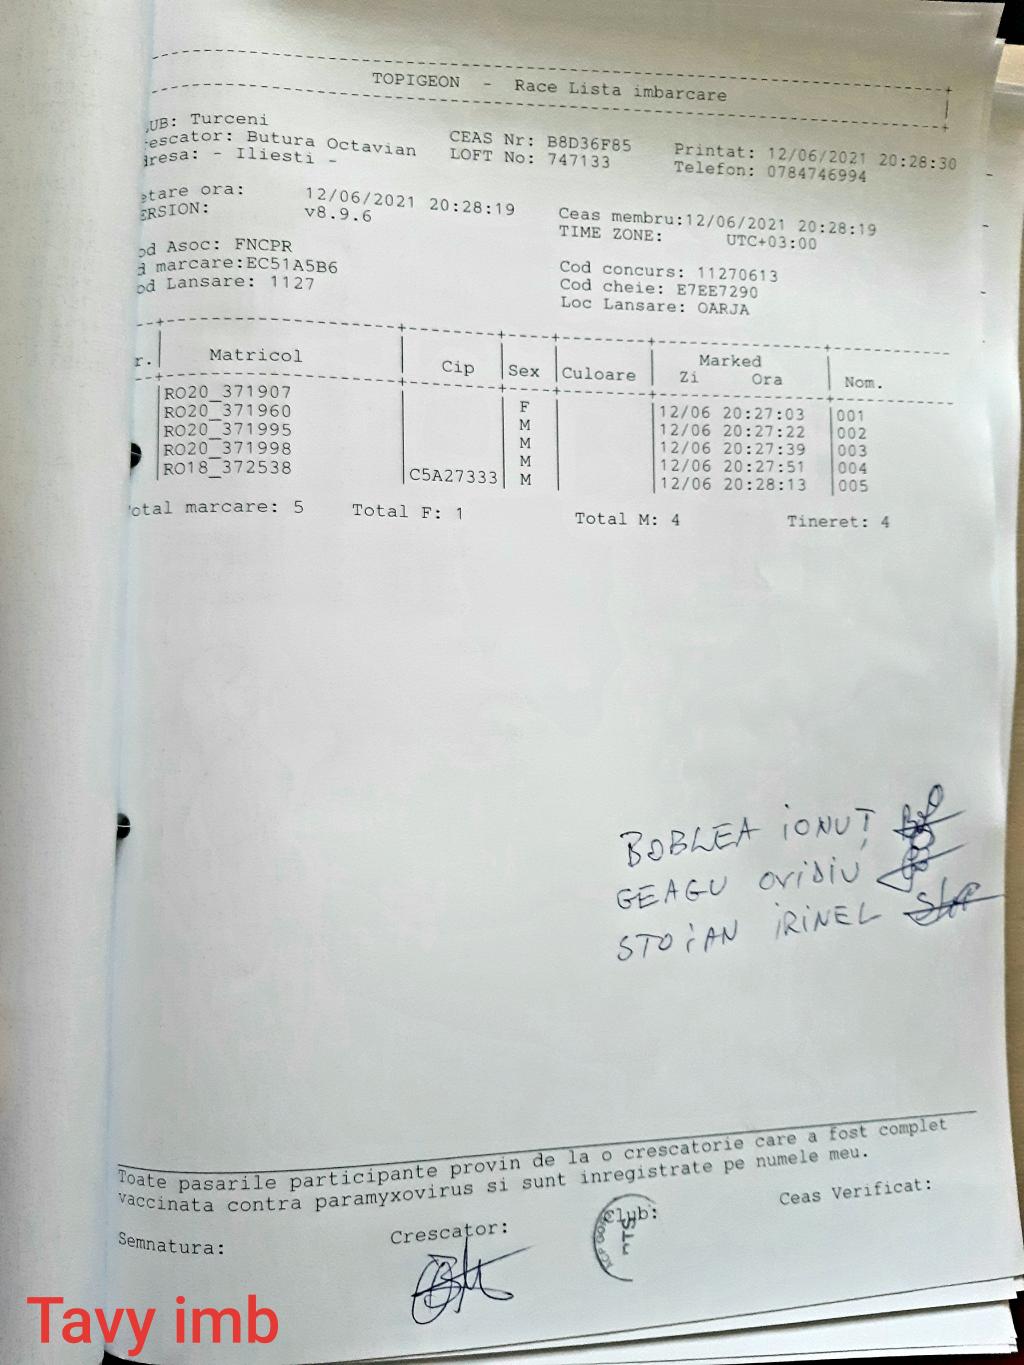 TOPIGEON - Race Lista imbarcare
UB: Turceni
escator: Butura Octavian CEAS Nr: B8D36F85 Printat: 12/06/2021 20:28:30
dresa: - Iliesti - LOFT No: 747133 Telefon: 0784746994
etare ora: 12/06/2021 20:28:19 Ceas membru:12/06/2021 20:28:19
ERSION: v8.9.6 TIME ZONE: UTC+03:00
od Asoc: FNCPR Cod concurs: 11270613
d marcare:EC51A5B6 Cod cheie: E7EE7290
od Lansare: 1127 Loc Lansare: OARJA
r. Matricol Cip Sex Culoare Marked Nom.
Zi Ora
RO20_371907 F 12/06 20:27:03 001
RO20_371960 M 12/06 20:27:22 002
RO20_371995 M 12/06 20:27:39 003
RO20_371998 M 12/06 20:27:51 004
RO18_372538 C5A27333 M 12/06 20:28:13 005
otal marcare: 5 Total F: 1 Total M: 4 Tineret: 4
BOBLEA IONUȚ
GEAGU OVIDIU
STOIAN IRINEL
Toate pasarile participante provin de la o crescatorie care a fost complet
vaccinata contra paramyxovirus si sunt inregistrate pe numele meu.
Semnatura: Crescator: Club: Ceas Verificat:
Tavy imb